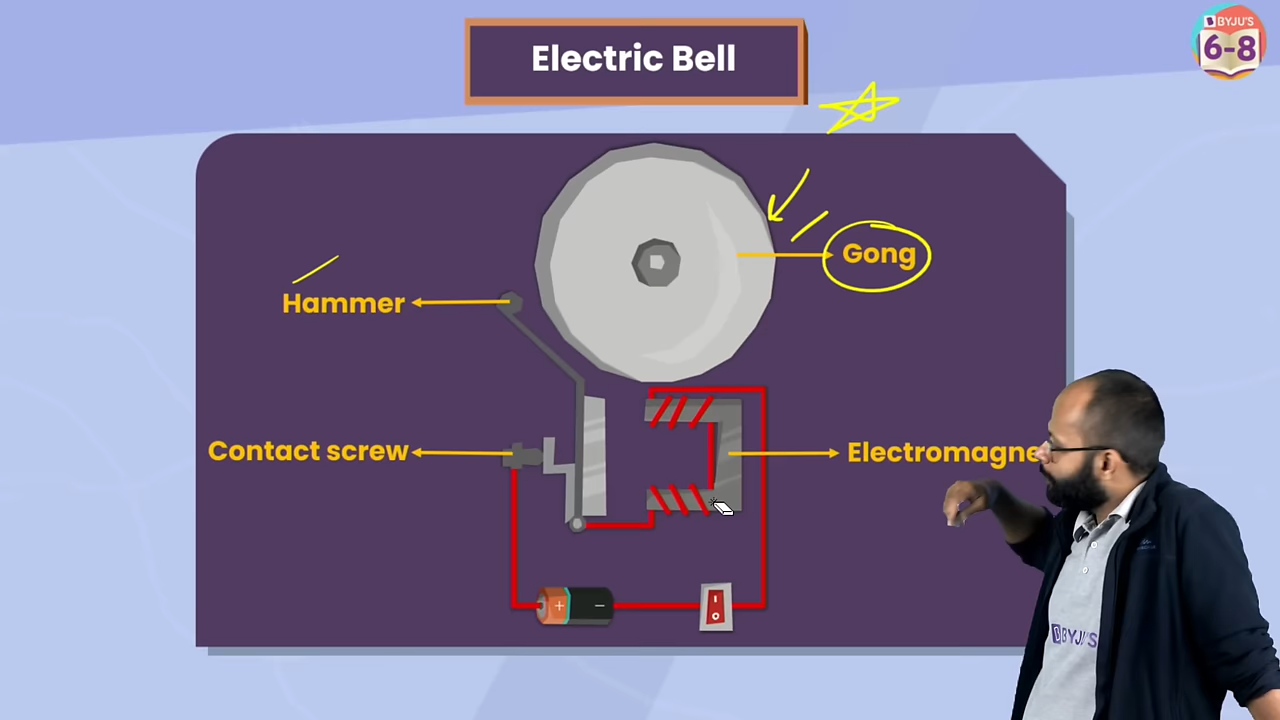 Electric Bell
BYJU'S
6-8
Gong
Hammer
Contact screw
Electromagne
+
−
BYJU'S